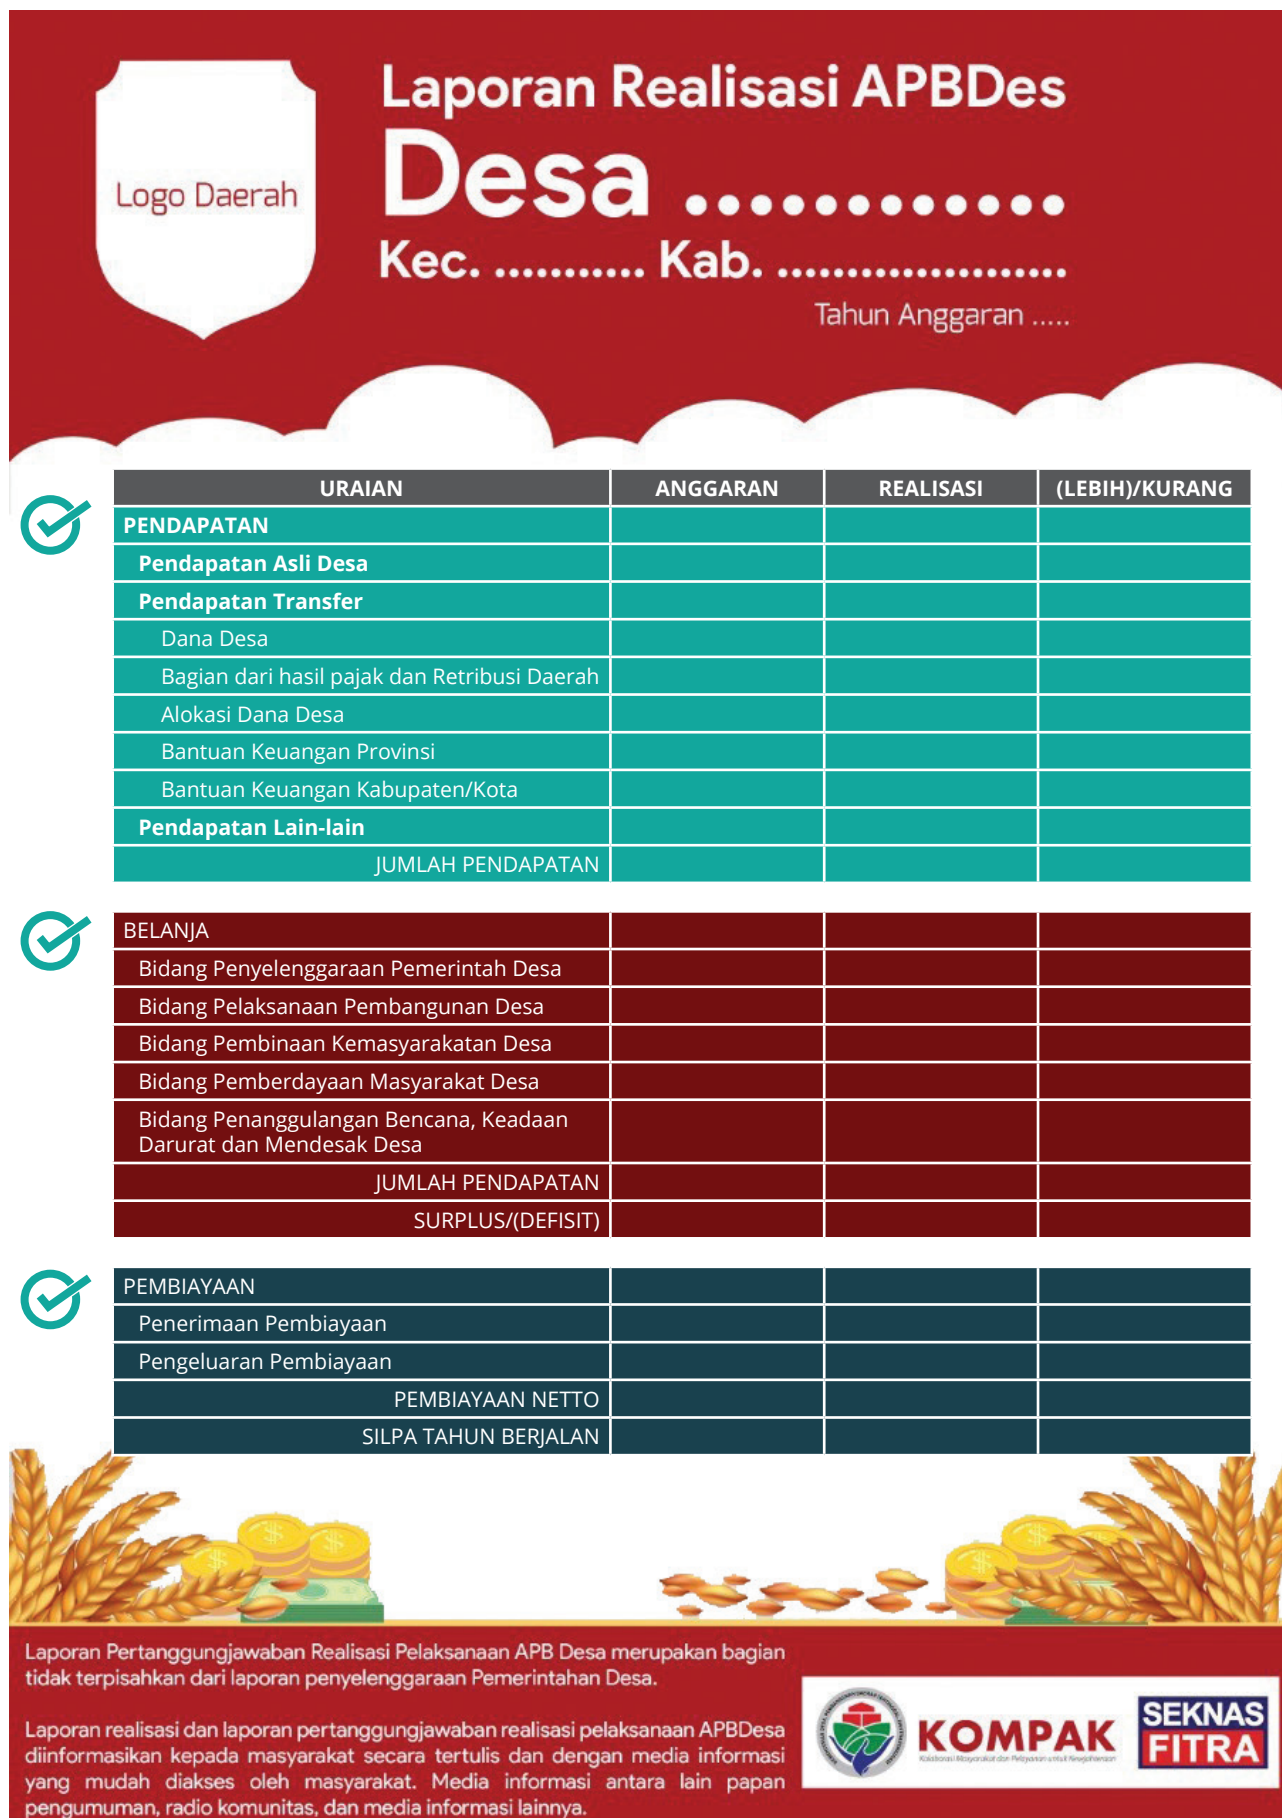 Logo Daerah
Laporan Realisasi APBDes
Desa ............
Kec. ........... Kab. .....................
Tahun Anggaran .....
URAIAN ANGGARAN REALISASI (LEBIH)/KURANG
PENDAPATAN
Pendapatan Asli Desa
Pendapatan Transfer
Dana Desa
Bagian dari hasil pajak dan Retribusi Daerah
Alokasi Dana Desa
Bantuan Keuangan Provinsi
Bantuan Keuangan Kabupaten/Kota
Pendapatan Lain-lain
JUMLAH PENDAPATAN
BELANJA
Bidang Penyelenggaraan Pemerintah Desa
Bidang Pelaksanaan Pembangunan Desa
Bidang Pembinaan Kemasyarakatan Desa
Bidang Pemberdayaan Masyarakat Desa
Bidang Penanggulangan Bencana, Keadaan
Darurat dan Mendesak Desa
JUMLAH PENDAPATAN
SURPLUS/(DEFISIT)
PEMBIAYAAN
Penerimaan Pembiayaan
Pengeluaran Pembiayaan
PEMBIAYAAN NETTO
SILPA TAHUN BERJALAN
Laporan Pertanggungjawaban Realisasi Pelaksanaan APB Desa merupakan bagian
tidak terpisahkan dari laporan penyelenggaraan Pemerintahan Desa.
Laporan realisasi dan laporan pertanggungjawaban realisasi pelaksanaan APBDesa
diinformasikan kepada masyarakat secara tertulis dan dengan media informasi
yang mudah diakses oleh masyarakat. Media informasi antara lain papan
pengumuman, radio komunitas, dan media informasi lainnya.
KOMPAK
Kolaborasi Masyarakat dan Pelayanan untuk Kesejahteraan
SEKNAS
FITRA